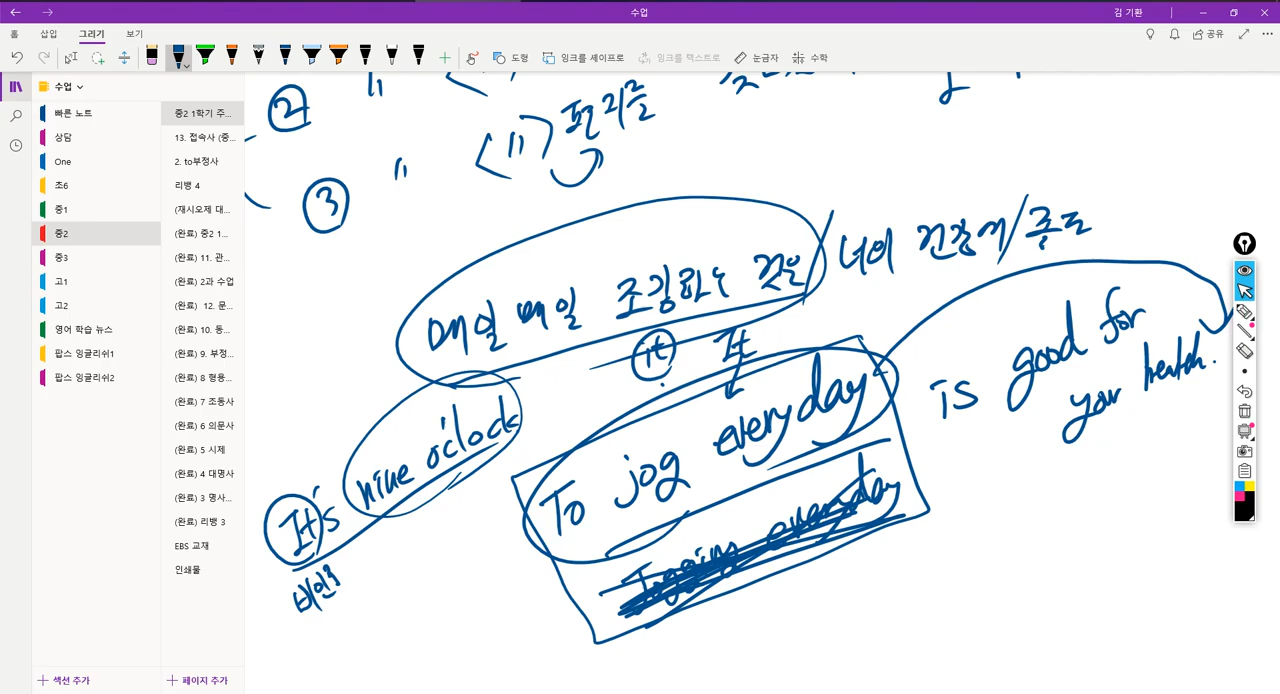 수업
김 기환
홈 삽입 그리기 보기
공유
도형
잉크를 셰이프로
잉크를 텍스트로
눈금자
수학
수업
빠른 노트
상담
One
초6
중1
중2
중3
고1
고2
영어 학습 뉴스
팝스 잉글리쉬1
팝스 잉글리쉬2
섹션 추가
중2 1학기 주...
13. 접속사 (중...
2. to부정사
리뱅 4
(재시오제 대...
(완료) 중2 1...
(완료) 11. 관...
(완료) 2과 수업
(완료) 12. 문...
(완료) 10. 동...
(완료) 9. 부정...
(완료) 8 형용...
(완료) 7 조동사
(완료) 6 의문사
(완료) 5 시제
(완료) 4 대명사
(완료) 3 명사...
(완료) 리뱅 3
EBS 교재
인쇄물
페이지 추가
②
③
매일 매일 조깅하는 것은 / 너의 건강에 / 좋다
it It
To jog everyday is good for
your health.
Jogging everyday
It's nine o'clock
비인칭